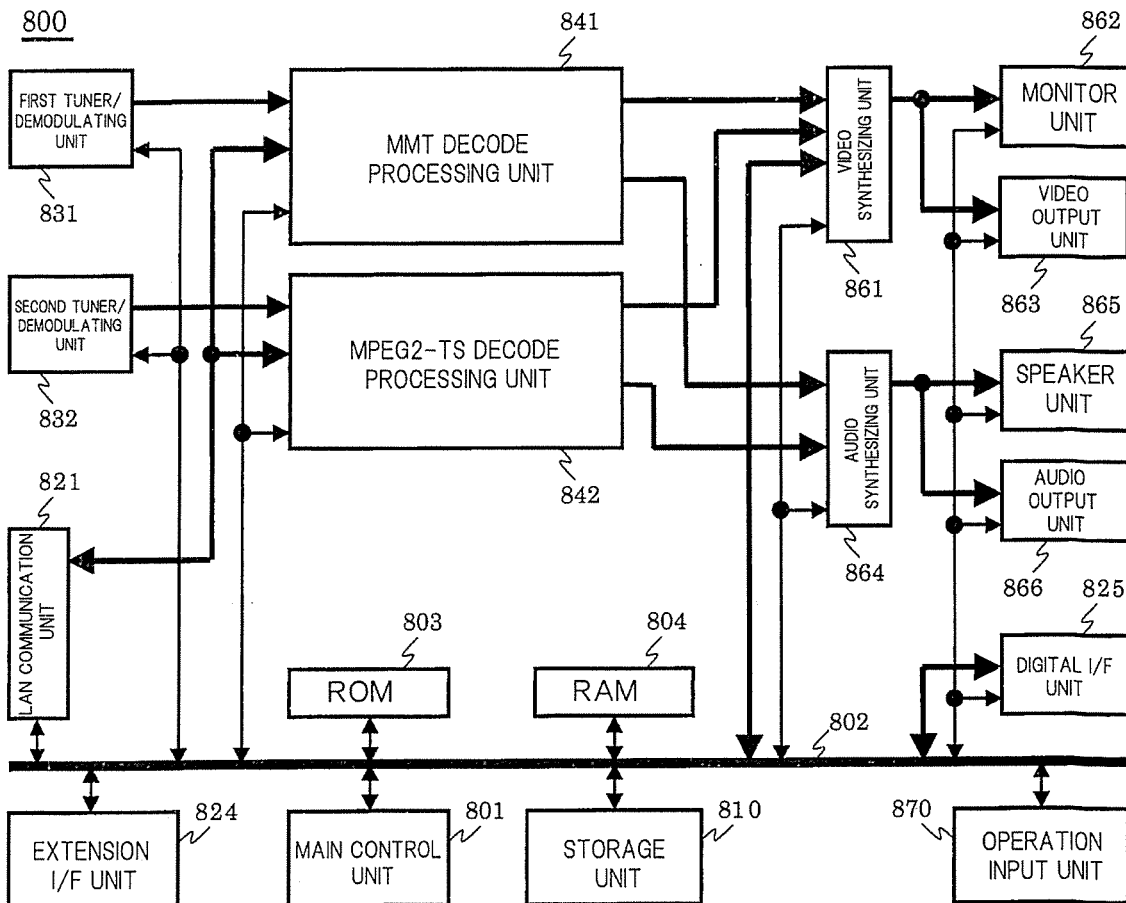 800
841
862
FIRST TUNER/
DEMODULATING
UNIT
MMT DECODE
PROCESSING UNIT
VIDEO
SYNTHESIZING UNIT
MONITOR
UNIT
831
VIDEO
OUTPUT
UNIT
861
863
SECOND TUNER/
DEMODULATING
UNIT
MPEG2-TS DECODE
PROCESSING UNIT
865
SPEAKER
UNIT
832
AUDIO
SYNTHESIZING UNIT
842
821
AUDIO
OUTPUT
UNIT
864
866
825
LAN COMMUNICATION
UNIT
803
804
DIGITAL I/F
UNIT
ROM
RAM
802
824
801
810
870
EXTENSION
I/F UNIT
MAIN CONTROL
UNIT
STORAGE
UNIT
OPERATION
INPUT UNIT